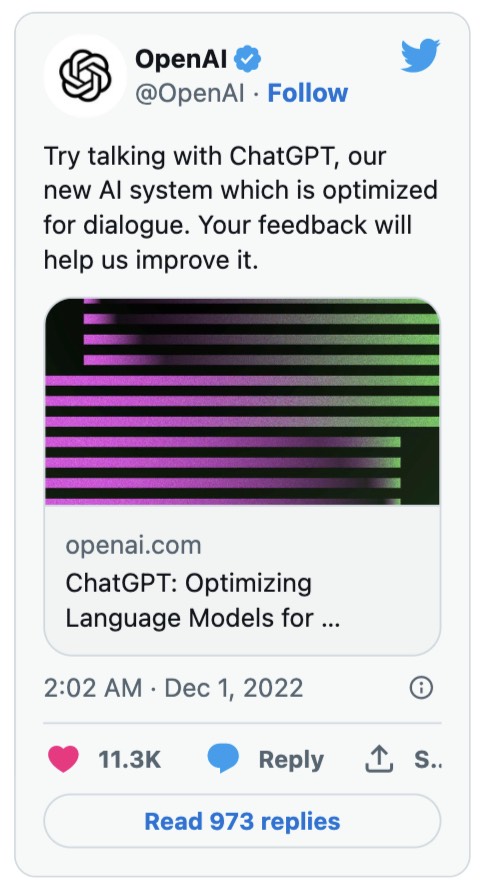 OpenAI
@OpenAI · Follow
Try talking with ChatGPT, our
new AI system which is optimized
for dialogue. Your feedback will
help us improve it.
openai.com
ChatGPT: Optimizing
Language Models for ...
2:02 AM · Dec 1, 2022
11.3K Reply S..
Read 973 replies